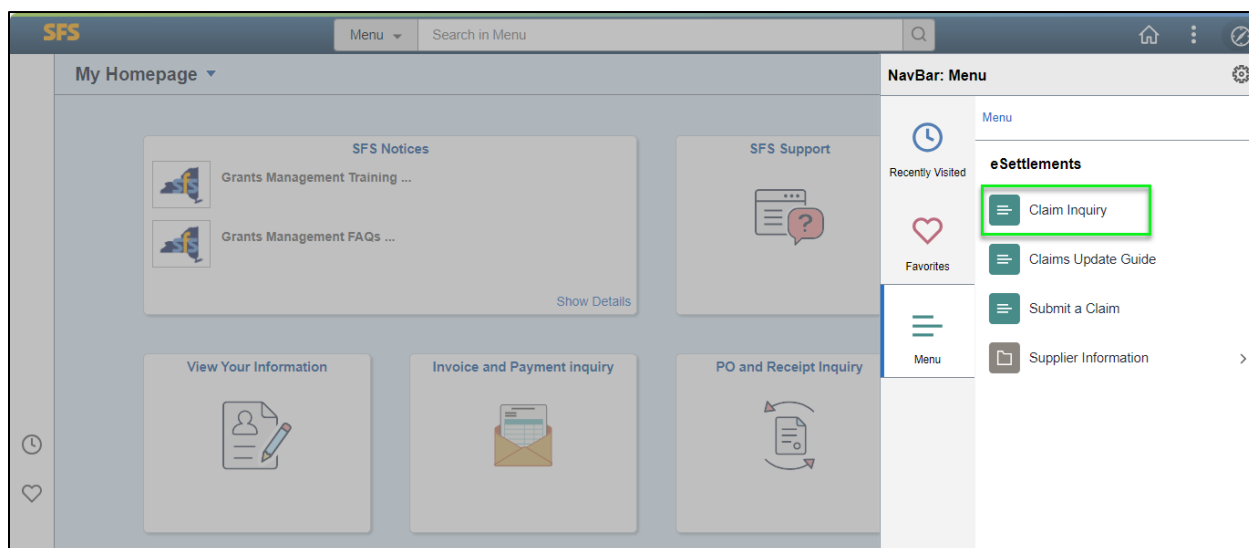 SFS
Menu
Search in Menu
My Homepage
SFS Notices
sfs
Grants Management Training ...
sfs
Grants Management FAQs ...
Show Details
SFS Support
?
View Your Information
Invoice and Payment inquiry
PO and Receipt Inquiry
NavBar: Menu
Recently Visited
Favorites
Menu
Menu
eSettlements
Claim Inquiry
Claims Update Guide
Submit a Claim
Supplier Information